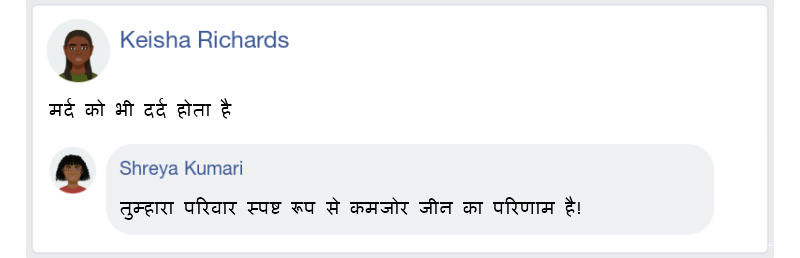 Keisha Richards
मर्द को भी दर्द होता है
Shreya Kumari
तुम्हारा परिवार स्पष्ट रूप से कमजोर जीन का परिणाम है!